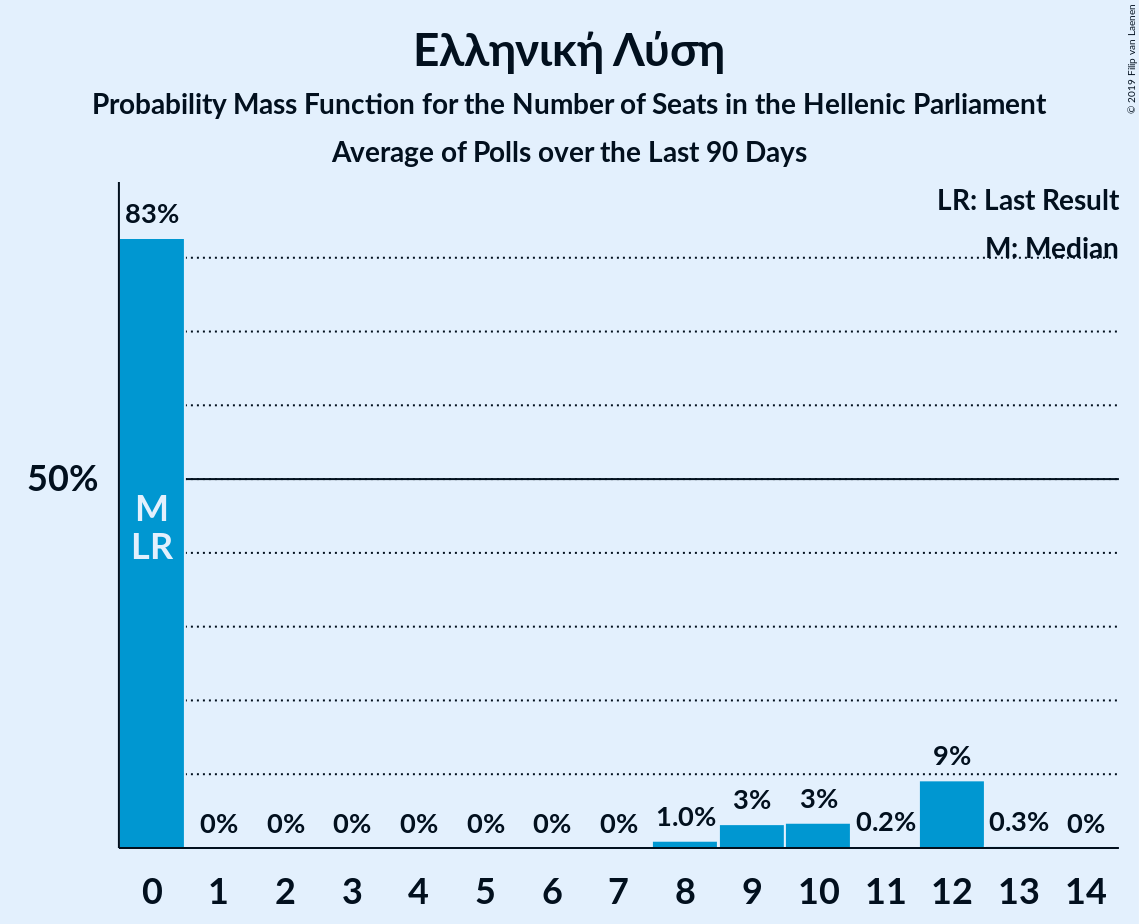 Ελληνική Λύση
Probability Mass Function for the Number of Seats in the Hellenic Parliament
Average of Polls over the Last 90 Days
© 2019 Filip van Laenen
LR: Last Result
M: Median
83%
50%
M
LR
0% 0% 0% 0% 0% 0% 0% 1.0% 3% 3% 0.2% 9% 0.3% 0%
0 1 2 3 4 5 6 7 8 9 10 11 12 13 14